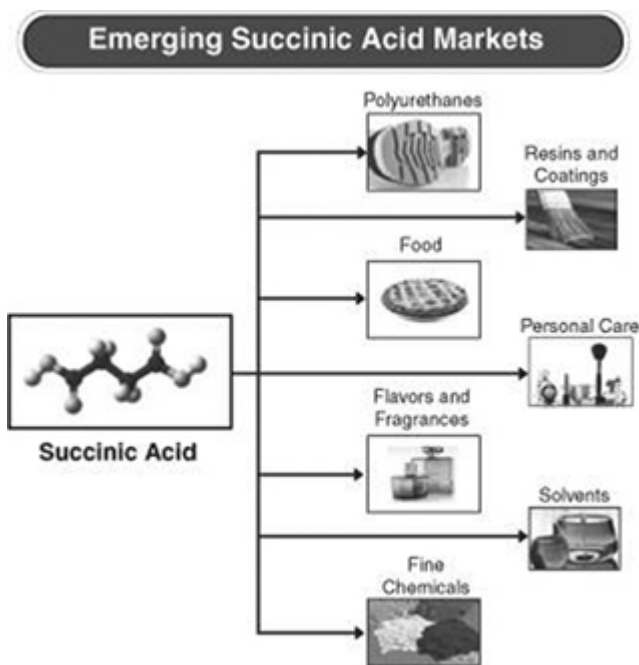 Emerging Succinic Acid Markets
Polyurethanes
Resins and
Coatings
Food
Personal Care
Succinic Acid
Flavors and
Fragrances
Solvents
Fine
Chemicals